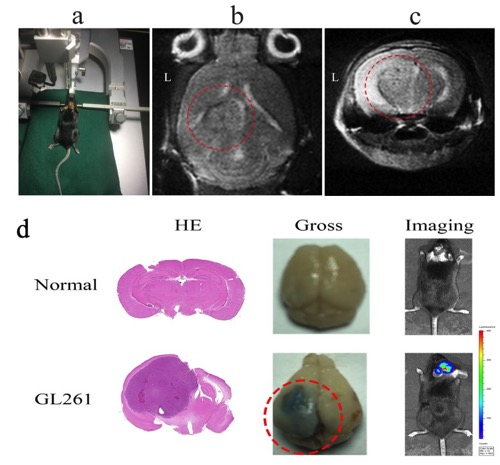 a b c
L
L
d
HE Gross Imaging
Normal
GL261